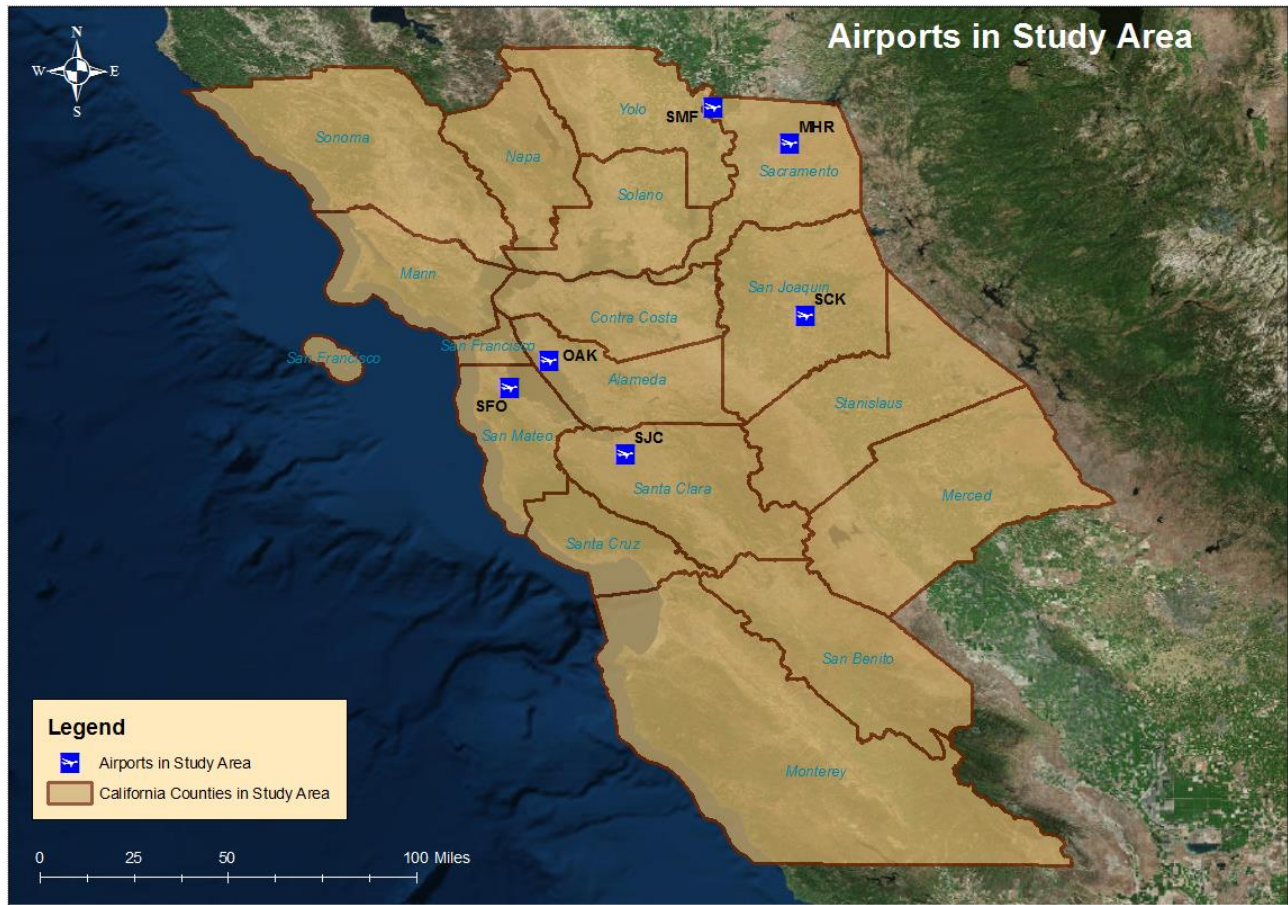 Airports in Study Area
N
W E
S
Yolo
SMF
MHR
Sonoma
Napa
Sacramento
Solano
Marin
San Joaquin
SCK
Contra Costa
San Francisco
San Francisco
OAK
Alameda
SFO
Stanislaus
San Mateo
SJC
Santa Clara
Merced
Santa Cruz
San Benito
Monterey
Legend
Airports in Study Area
California Counties in Study Area
0 25 50 100 Miles